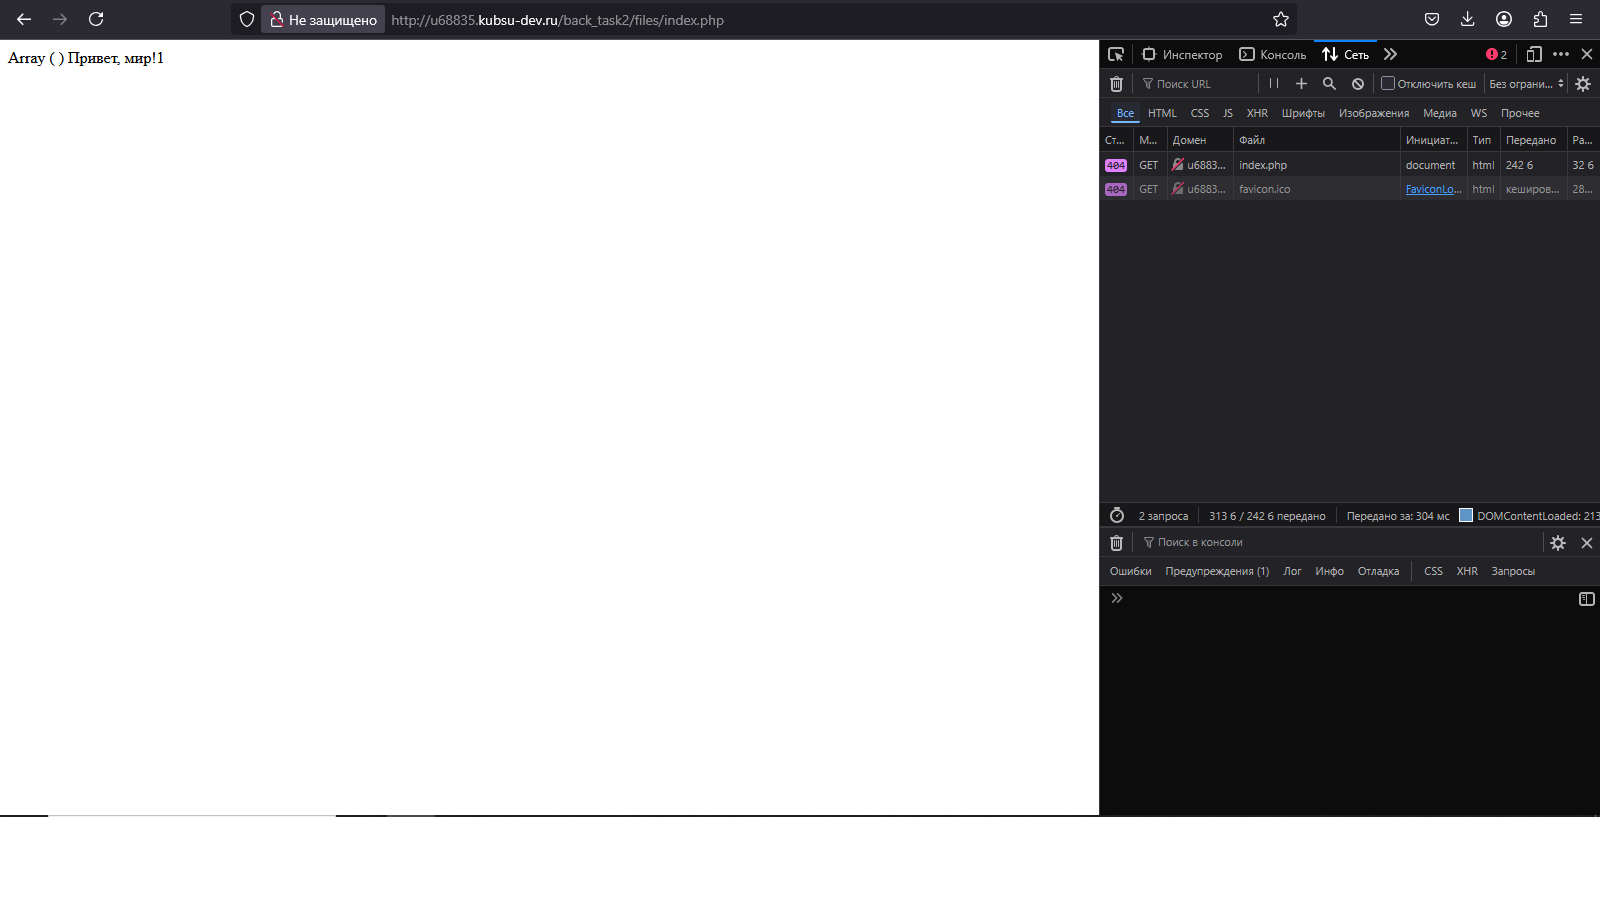 Не защищено http://u68835.kubsu-dev.ru/back_task2/files/index.php
Array ( ) Привет, мир!1
Инспектор Консоль Сеть 2
Поиск URL Отключить кеш Без ограни...
Все HTML CSS JS XHR Шрифты Изображения Медиа WS Прочее
Ст... М... Домен Файл Инициат... Тип Передано Ра...
404 GET u6883... index.php document html 242 б 32 б
404 GET u6883... favicon.ico FaviconLo... html кеширов... 28...
2 запроса 313 б / 242 б передано Передано за: 304 мс DOMContentLoaded: 213
Поиск в консоли
Ошибки Предупреждения (1) Лог Инфо Отладка CSS XHR Запросы